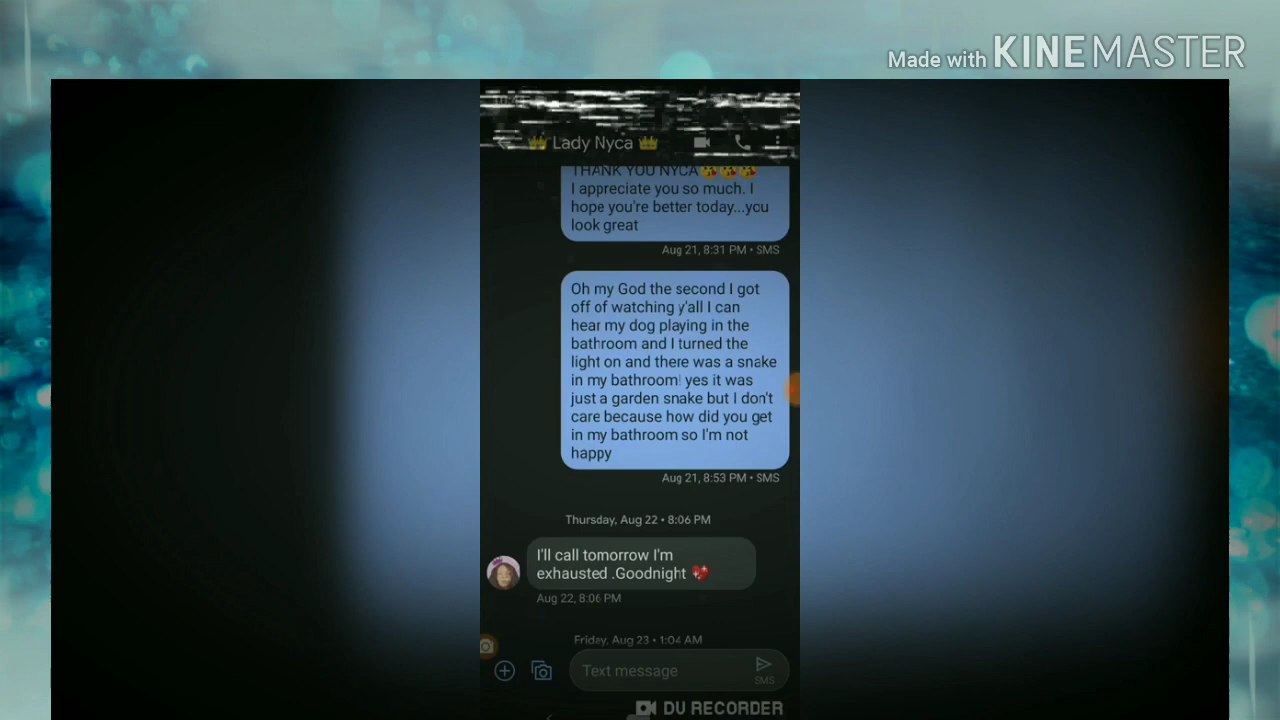 Made with KINEMASTER
Lady Nyca
THANK YOU NYCA
I appreciate you so much. I
hope you're better today...you
look great
Aug 21, 8:31 PM • SMS
Oh my God the second I got
off of watching y'all I can
hear my dog playing in the
bathroom and I turned the
light on and there was a snake
in my bathroom! yes it was
just a garden snake but I don't
care because how did you get
in my bathroom so I'm not
happy
Aug 21, 8:53 PM • SMS
Thursday, Aug 22 • 8:06 PM
I'll call tomorrow I'm
exhausted .Goodnight 💖
Aug 22, 8:06 PM
Friday, Aug 23 • 1:04 AM
Text message
SMS
DU RECORDER